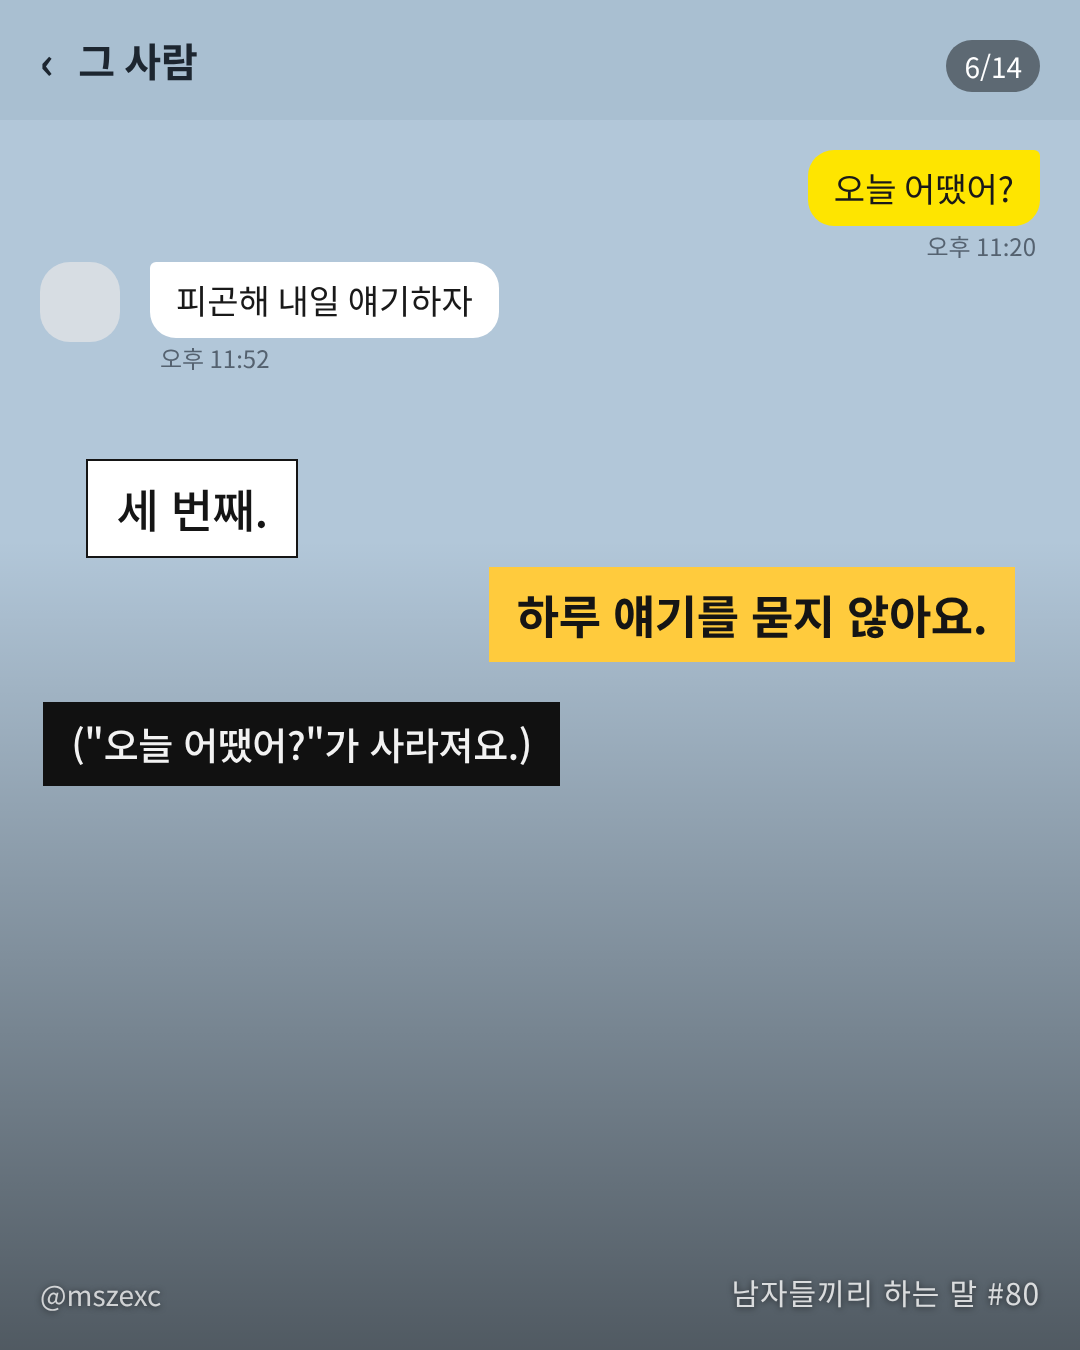 ‹ 그 사람
6/14
오늘 어땠어?
오후 11:20
피곤해 내일 얘기하자
오후 11:52
세 번째.
하루 얘기를 묻지 않아요.
("오늘 어땠어?"가 사라져요.)
@mszexc
남자들끼리 하는 말 #80